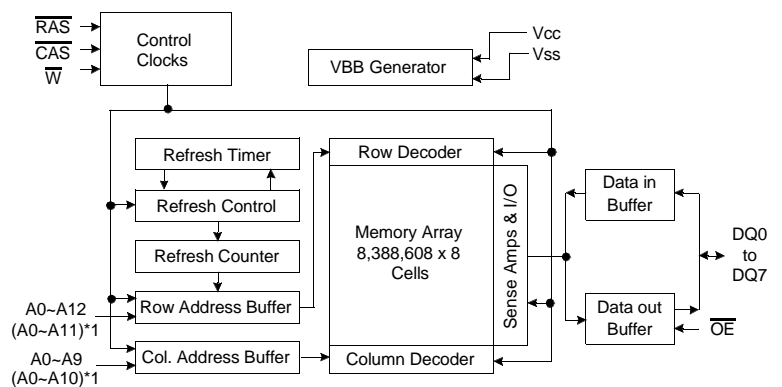 RAS
CAS
W
Control
Clocks
VBB Generator
Vcc
Vss
Refresh Timer
Refresh Control
Refresh Counter
Row Address Buffer
Col. Address Buffer
A0~A12
(A0~A11)*1
A0~A9
(A0~A10)*1
Row Decoder
Memory Array
8,388,608 x 8
Cells
Column Decoder
Sense Amps & I/O
Data in
Buffer
Data out
Buffer
DQ0
to
DQ7
OE